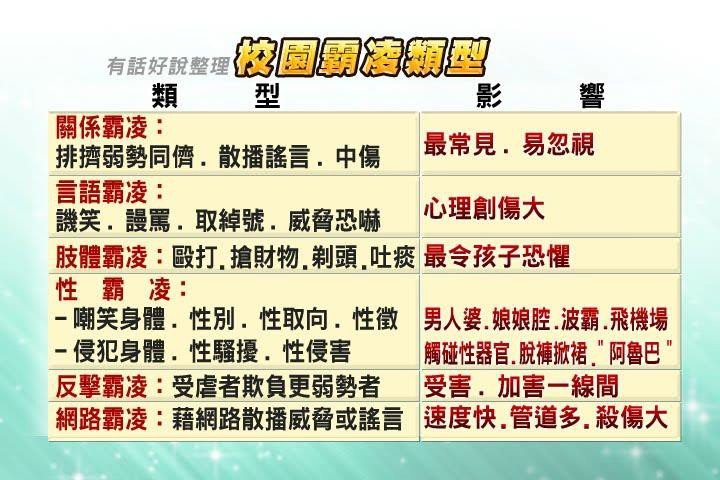 有話好說整理 校園霸凌類型
類型 影響
關係霸凌：
排擠弱勢同儕．散播謠言．中傷
最常見．易忽視
言語霸凌：
譏笑．謾罵．取綽號．威脅恐嚇
心理創傷大
肢體霸凌：毆打.搶財物.剃頭.吐痰
最令孩子恐懼
性霸凌：
-嘲笑身體．性別．性取向．性徵
男人婆.娘娘腔.波霸.飛機場
-侵犯身體．性騷擾．性侵害
觸碰性器官.脫褲掀裙."阿魯巴"
反擊霸凌：受虐者欺負更弱勢者
受害．加害一線間
網路霸凌：藉網路散播威脅或謠言
速度快.管道多.殺傷大